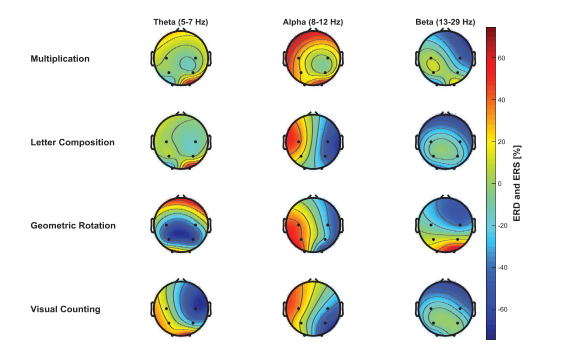 Theta (5-7 Hz) Alpha (8-12 Hz) Beta (13-29 Hz)
Multiplication
Letter Composition
Geometric Rotation
Visual Counting
60
40
20
0
-20
-40
-60
ERD and ERS [%]